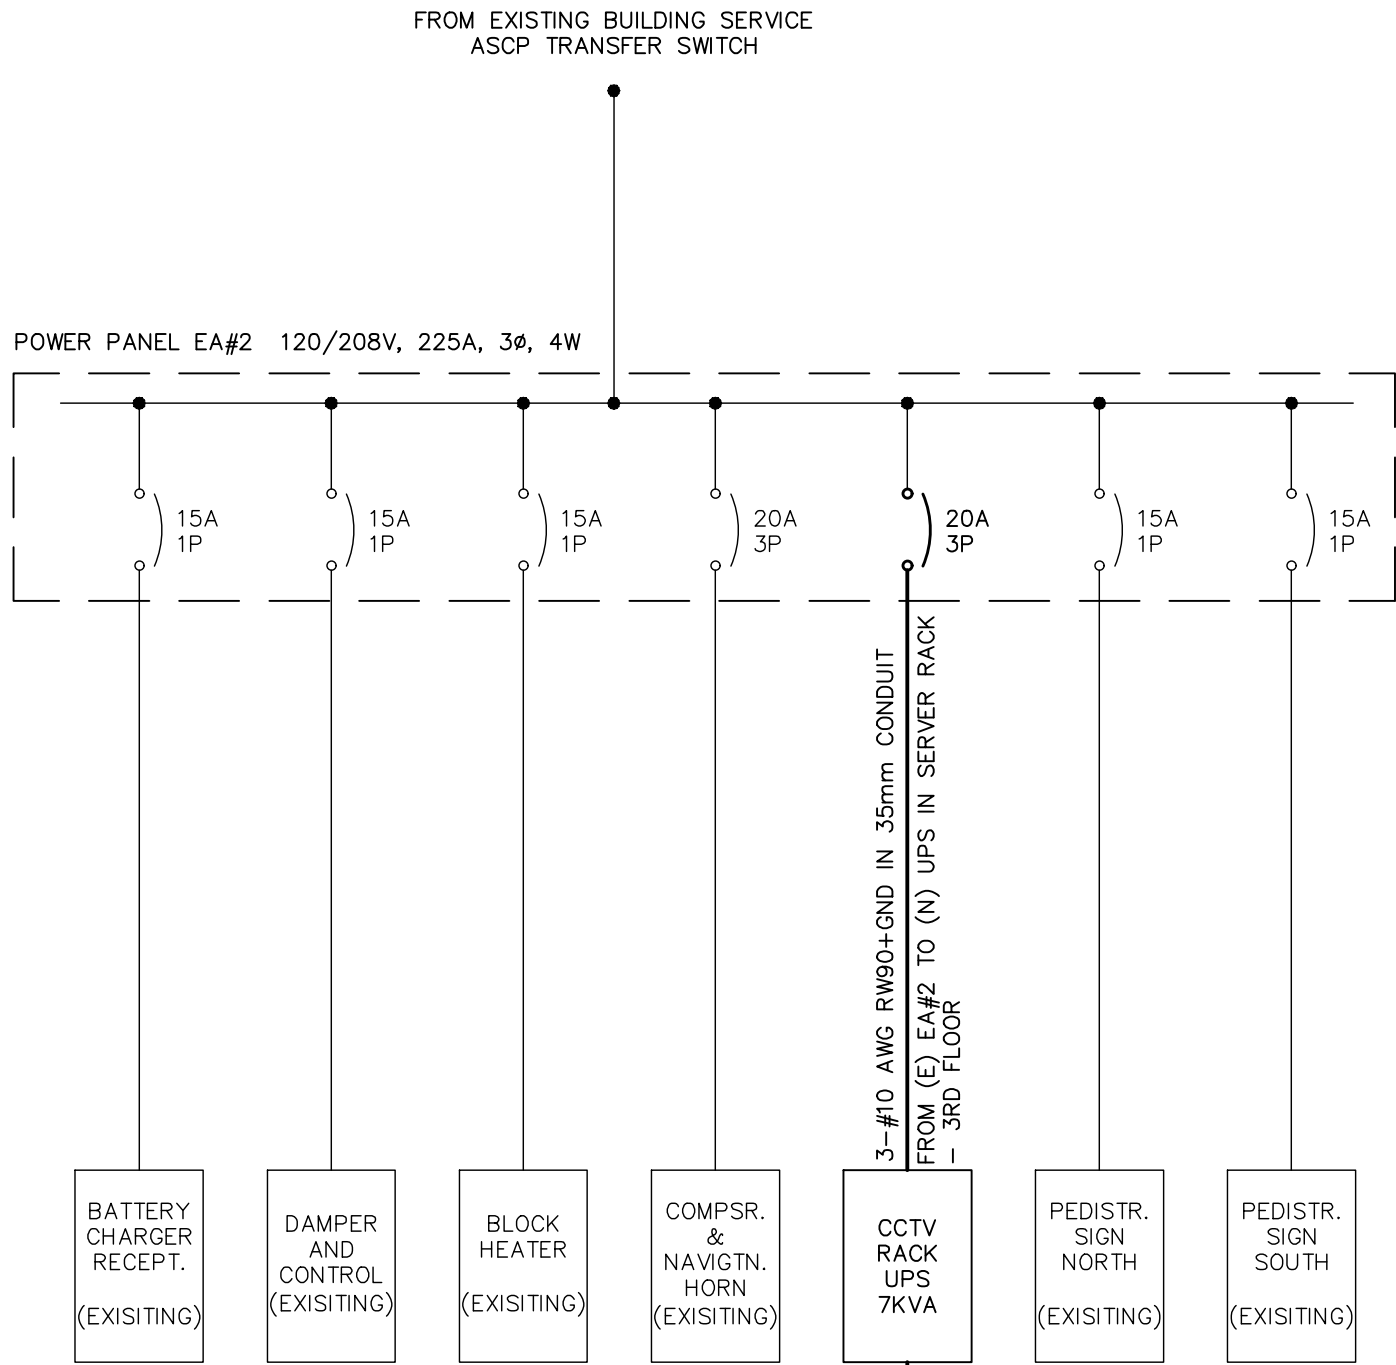 FROM EXISTING BUILDING SERVICE
ASCP TRANSFER SWITCH
POWER PANEL EA#2 120/208V, 225A, 3ø, 4W
15A
1P
15A
1P
15A
1P
20A
3P
20A
3P
15A
1P
15A
1P
3-#10 AWG RW90+GND IN 35mm CONDUIT
FROM (E) EA#2 TO (N) UPS IN SERVER RACK
- 3RD FLOOR
BATTERY
CHARGER
RECEPT.
(EXISITING)
DAMPER
AND
CONTROL
(EXISITING)
BLOCK
HEATER
(EXISITING)
COMPSR.
&
NAVIGTN.
HORN
(EXISITING)
CCTV
RACK
UPS
7KVA
PEDISTR.
SIGN
NORTH
(EXISITING)
PEDISTR.
SIGN
SOUTH
(EXISITING)